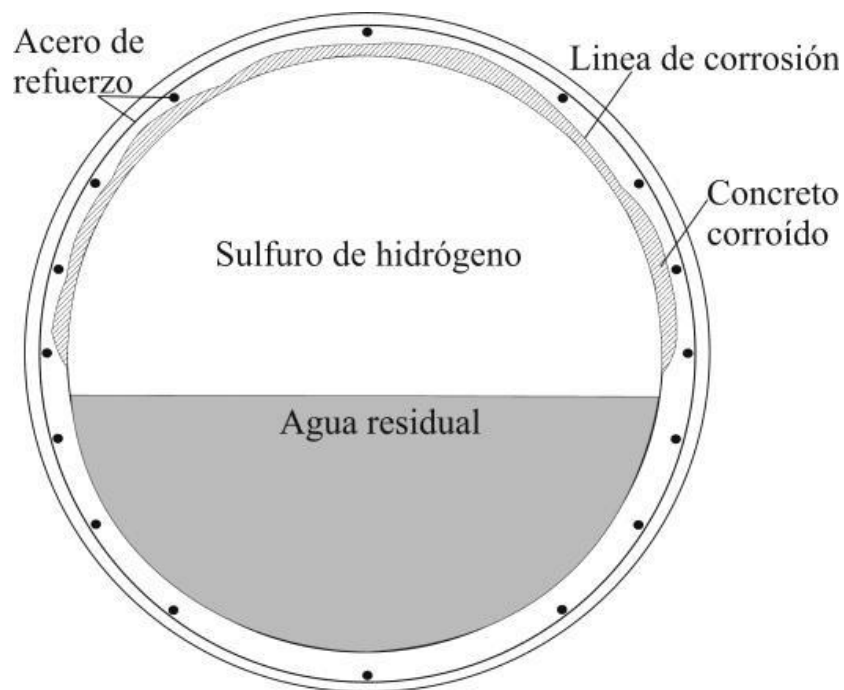 Acero de
refuerzo
Linea de corrosión
Concreto
corroído
Sulfuro de hidrógeno
Agua residual